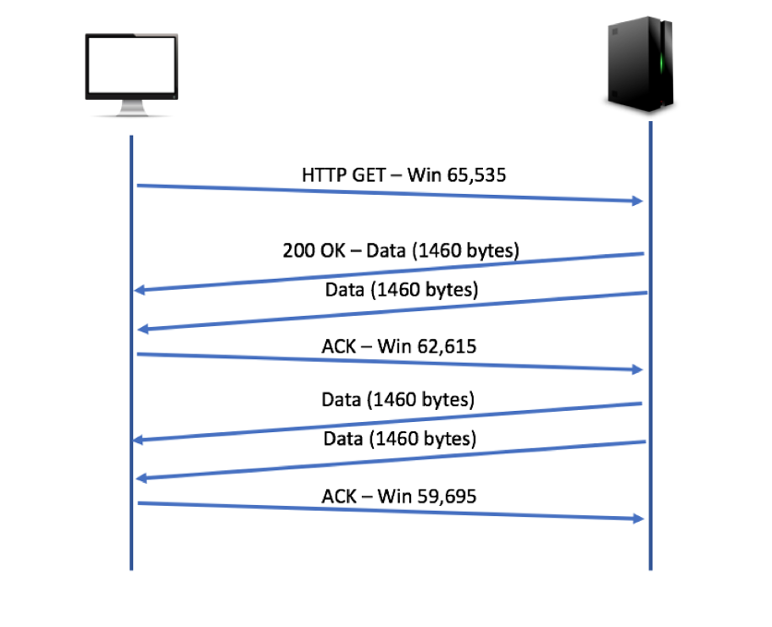 HTTP GET – Win 65,535
200 OK – Data (1460 bytes)
Data (1460 bytes)
ACK – Win 62,615
Data (1460 bytes)
Data (1460 bytes)
ACK – Win 59,695